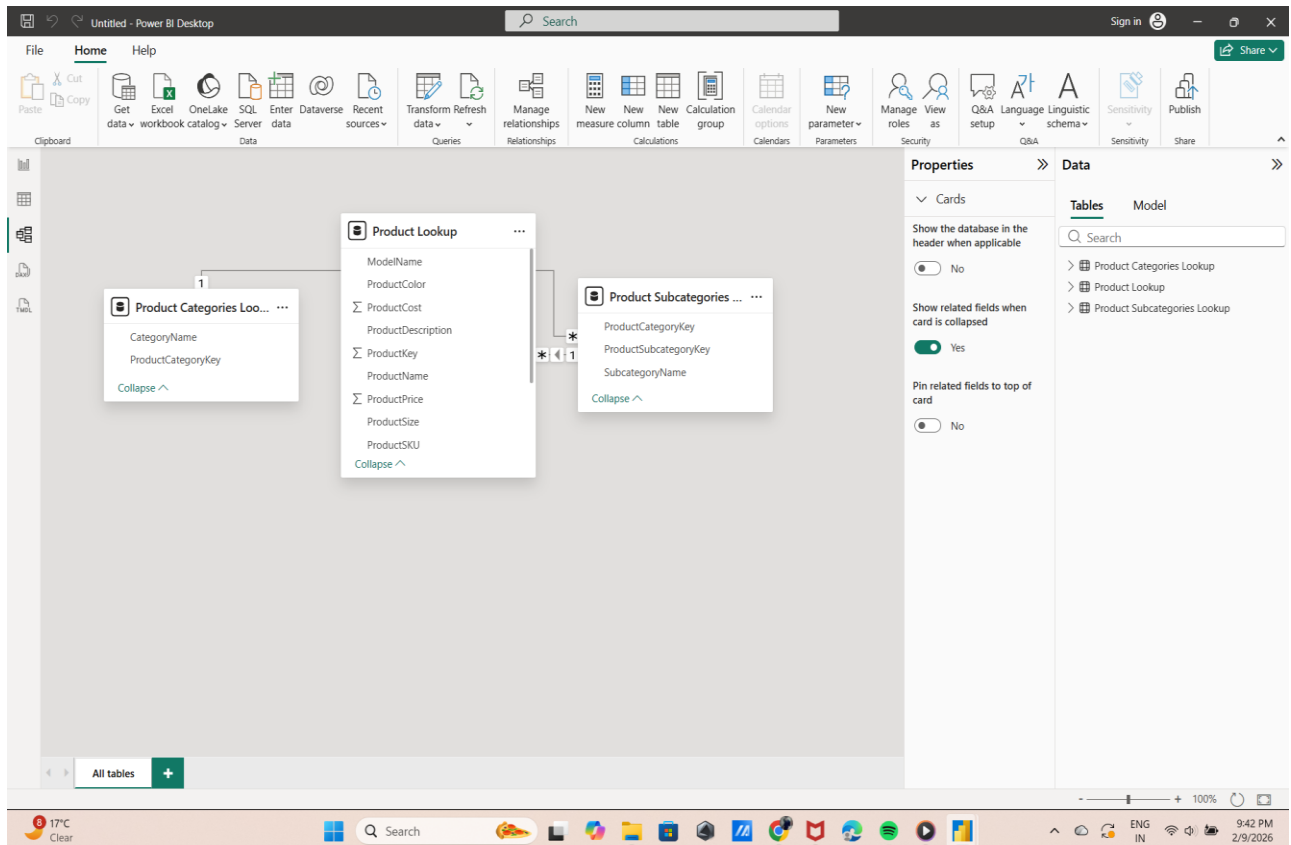 Untitled - Power BI Desktop
Search
Sign in
File Home Help
Share
Paste
Cut
Copy
Get data
Excel workbook
OneLake catalog
SQL Server
Enter data
Dataverse
Recent sources
Transform data
Refresh
Manage relationships
New measure
New column
New table
Calculation group
Calendar options
New parameter
Manage roles
View as
Q&A setup
Language
Linguistic schema
Sensitivity
Publish
Clipboard
Data
Queries
Relationships
Calculations
Calendars
Parameters
Security
Q&A
Sensitivity
Share
Product Categories Loo... ...
CategoryName
ProductCategoryKey
Collapse
1
Product Lookup ...
ModelName
ProductColor
∑ ProductCost
ProductDescription
∑ ProductKey
ProductName
∑ ProductPrice
ProductSize
ProductSKU
Collapse
*
* 1
Product Subcategories ... ...
ProductCategoryKey
ProductSubcategoryKey
SubcategoryName
Collapse
Properties
Cards
Show the database in the
header when applicable
No
Show related fields when
card is collapsed
Yes
Pin related fields to top of
card
No
Data
Tables Model
Search
Product Categories Lookup
Product Lookup
Product Subcategories Lookup
All tables +
- + 100%
8
17°C
Clear
Search
ENG
IN
9:42 PM
2/9/2026